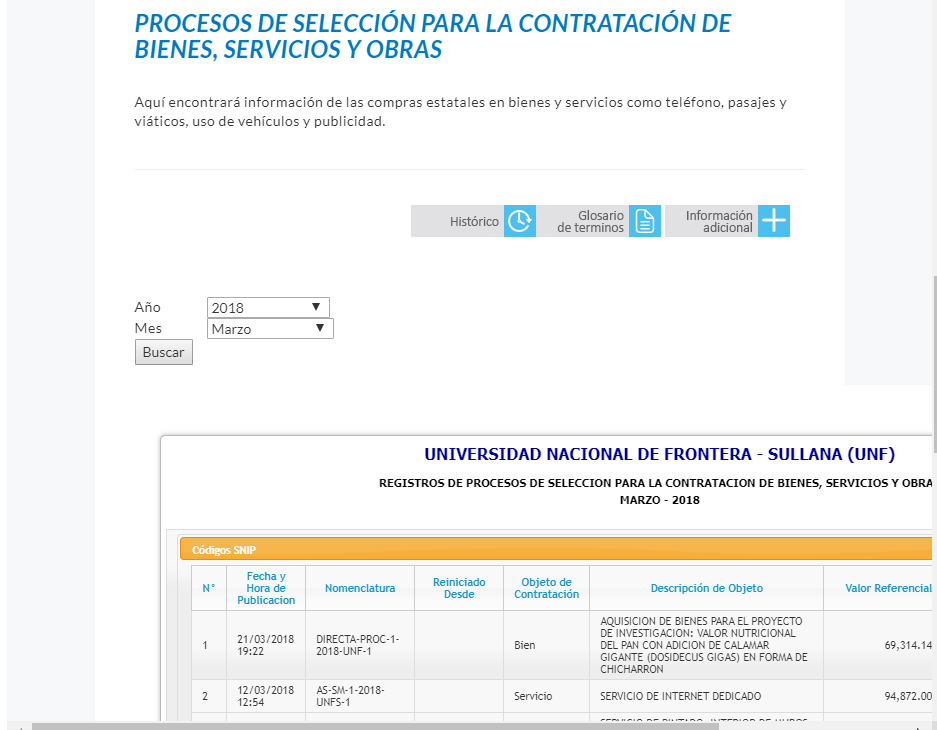 PROCESOS DE SELECCIÓN PARA LA CONTRATACIÓN DE
BIENES, SERVICIOS Y OBRAS
Aquí encontrará información de las compras estatales en bienes y servicios como teléfono, pasajes y
viáticos, uso de vehículos y publicidad.
Histórico
Glosario
de terminos
Información
adicional
Año 2018
Mes Marzo
Buscar
UNIVERSIDAD NACIONAL DE FRONTERA - SULLANA (UNF)
REGISTROS DE PROCESOS DE SELECCION PARA LA CONTRATACION DE BIENES, SERVICIOS Y OBRA
MARZO - 2018
Códigos SNIP
N°
Fecha y
Hora de
Publicacion
Nomenclatura
Reiniciado
Desde
Objeto de
Contratación
Descripción de Objeto
Valor Referencial
1
21/03/2018
19:22
DIRECTA-PROC-1-
2018-UNF-1
Bien
AQUISICION DE BIENES PARA EL PROYECTO
DE INVESTIGACION: VALOR NUTRICIONAL
DEL PAN CON ADICION DE CALAMAR
GIGANTE (DOSIDECUS GIGAS) EN FORMA DE
CHICHARRON
69,314.14
2
12/03/2018
12:54
AS-SM-1-2018-
UNFS-1
Servicio
SERVICIO DE INTERNET DEDICADO
94,872.00
SERVICIO DE PINTADO, INTERIOR DE MUROS